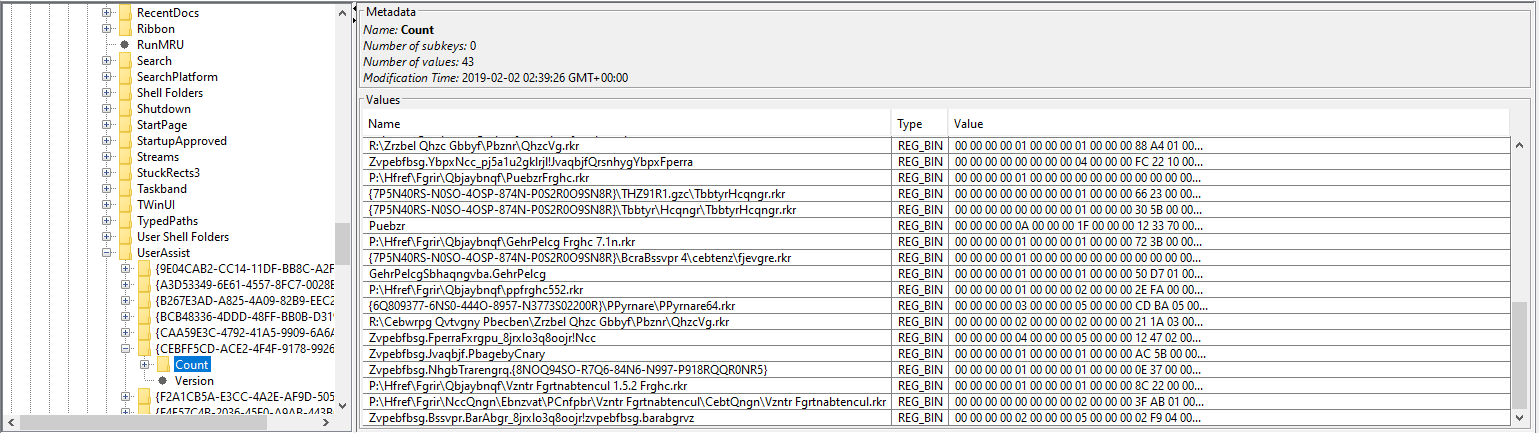 RecentDocs
Ribbon
RunMRU
Search
SearchPlatform
Shell Folders
Shutdown
StartPage
StartupApproved
Streams
StuckRects3
Taskband
TWinUI
TypedPaths
User Shell Folders
UserAssist
{9E04CAB2-CC14-11DF-BB8C-A2F
{A3D53349-6E61-4557-8FC7-0028E
{B267E3AD-A825-4A09-82B9-EEC2
{BCB48336-4DDD-48FF-BB0B-D319
{CAA59E3C-4792-41A5-9909-6A6A
{CEBFF5CD-ACE2-4F4F-9178-9926
Count
Version
{F2A1CB5A-E3CC-4A2E-AF9D-505
{F4E57C4B-2036-45F0-A9AB-443B
Metadata
Name: Count
Number of subkeys: 0
Number of values: 43
Modification Time: 2019-02-02 02:39:26 GMT+00:00
Values
Name Type Value
R:\Zrzbel Qhzc Gbbyf\Pbznr\QhzcVg.rkr REG_BIN 00 00 00 00 01 00 00 00 01 00 00 00 88 A4 01 00...
Zvpebfbsg.YbpxNcc_pj5a1u2gklrjl!JvaqbjfQrsnhygYbpxFperra REG_BIN 00 00 00 00 00 00 00 00 04 00 00 00 FC 22 10 00...
P:\Hfref\Fgrir\Qbjaybnqf\PuebzrFrghc.rkr REG_BIN 00 00 00 00 01 00 00 00 00 00 00 00 00 00 00 00...
{7P5N40RS-N0SO-4OSP-874N-P0S2R0O9SN8R}\THZ91R1.gzc\TbbtyrHcqngr.rkr REG_BIN 00 00 00 00 00 00 00 00 01 00 00 00 66 23 00 00...
{7P5N40RS-N0SO-4OSP-874N-P0S2R0O9SN8R}\Tbbtyr\Hcqngr\TbbtyrHcqngr.rkr REG_BIN 00 00 00 00 00 00 00 00 01 00 00 00 30 5B 00 00...
Puebzr REG_BIN 00 00 00 00 0A 00 00 00 1F 00 00 00 12 33 70 00...
P:\Hfref\Fgrir\Qbjaybnqf\GehrPelcg Frghc 7.1n.rkr REG_BIN 00 00 00 00 01 00 00 00 01 00 00 00 72 3B 00 00...
{7P5N40RS-N0SO-4OSP-874N-P0S2R0O9SN8R}\BcraBssvpr 4\cebtenz\fjevgre.rkr REG_BIN 00 00 00 00 00 00 00 00 00 00 00 00 00 00 00 00...
GehrPelcgSbhaqngvba.GehrPelcg REG_BIN 00 00 00 00 01 00 00 00 01 00 00 00 50 D7 01 00...
P:\Hfref\Fgrir\Qbjaybnqf\ppfrghc552.rkr REG_BIN 00 00 00 00 01 00 00 00 02 00 00 00 2E FA 00 00...
{6Q809377-6NS0-444O-8957-N3773S02200R}\PPyrnare\PPyrnare64.rkr REG_BIN 00 00 00 00 03 00 00 00 05 00 00 00 CD BA 05 00...
R:\Cebwrpg Qvtvgny Pbecben\Zrzbel Qhzc Gbbyf\Pbznr\QhzcVg.rkr REG_BIN 00 00 00 00 02 00 00 00 02 00 00 00 21 1A 03 00...
Zvpebfbsg.FperraFxrgpu_8jrxlo3q8oojr!Ncc REG_BIN 00 00 00 00 04 00 00 00 05 00 00 00 12 47 02 00...
Zvpebfbsg.Jvaqbjf.PbagebyCnary REG_BIN 00 00 00 00 01 00 00 00 01 00 00 00 AC 5B 00 00...
Zvpebfbsg.NhgbTrarengrq.{8NOQ94SO-R7Q6-84N6-N997-P918RQQR0NR5} REG_BIN 00 00 00 00 01 00 00 00 01 00 00 00 0E 37 00 00...
P:\Hfref\Fgrir\Qbjaybnqf\Vzntr Fgrtnabtencul 1.5.2 Frghc.rkr REG_BIN 00 00 00 00 01 00 00 00 01 00 00 00 8C 22 00 00...
P:\Hfref\Fgrir\NccQngn\Ebnzvat\PCnfpbr\Vzntr Fgrtnabtencul\CebtQngn\Vzntr Fgrtnabtencul.rkr REG_BIN 00 00 00 00 02 00 00 00 02 00 00 00 3F AB 01 00...
Zvpebfbsg.Bssvpr.BarAbgr_8jrxlo3q8oojr!zvpebfbsg.barabgrvz REG_BIN 00 00 00 00 02 00 00 00 05 00 00 00 02 F9 04 00...